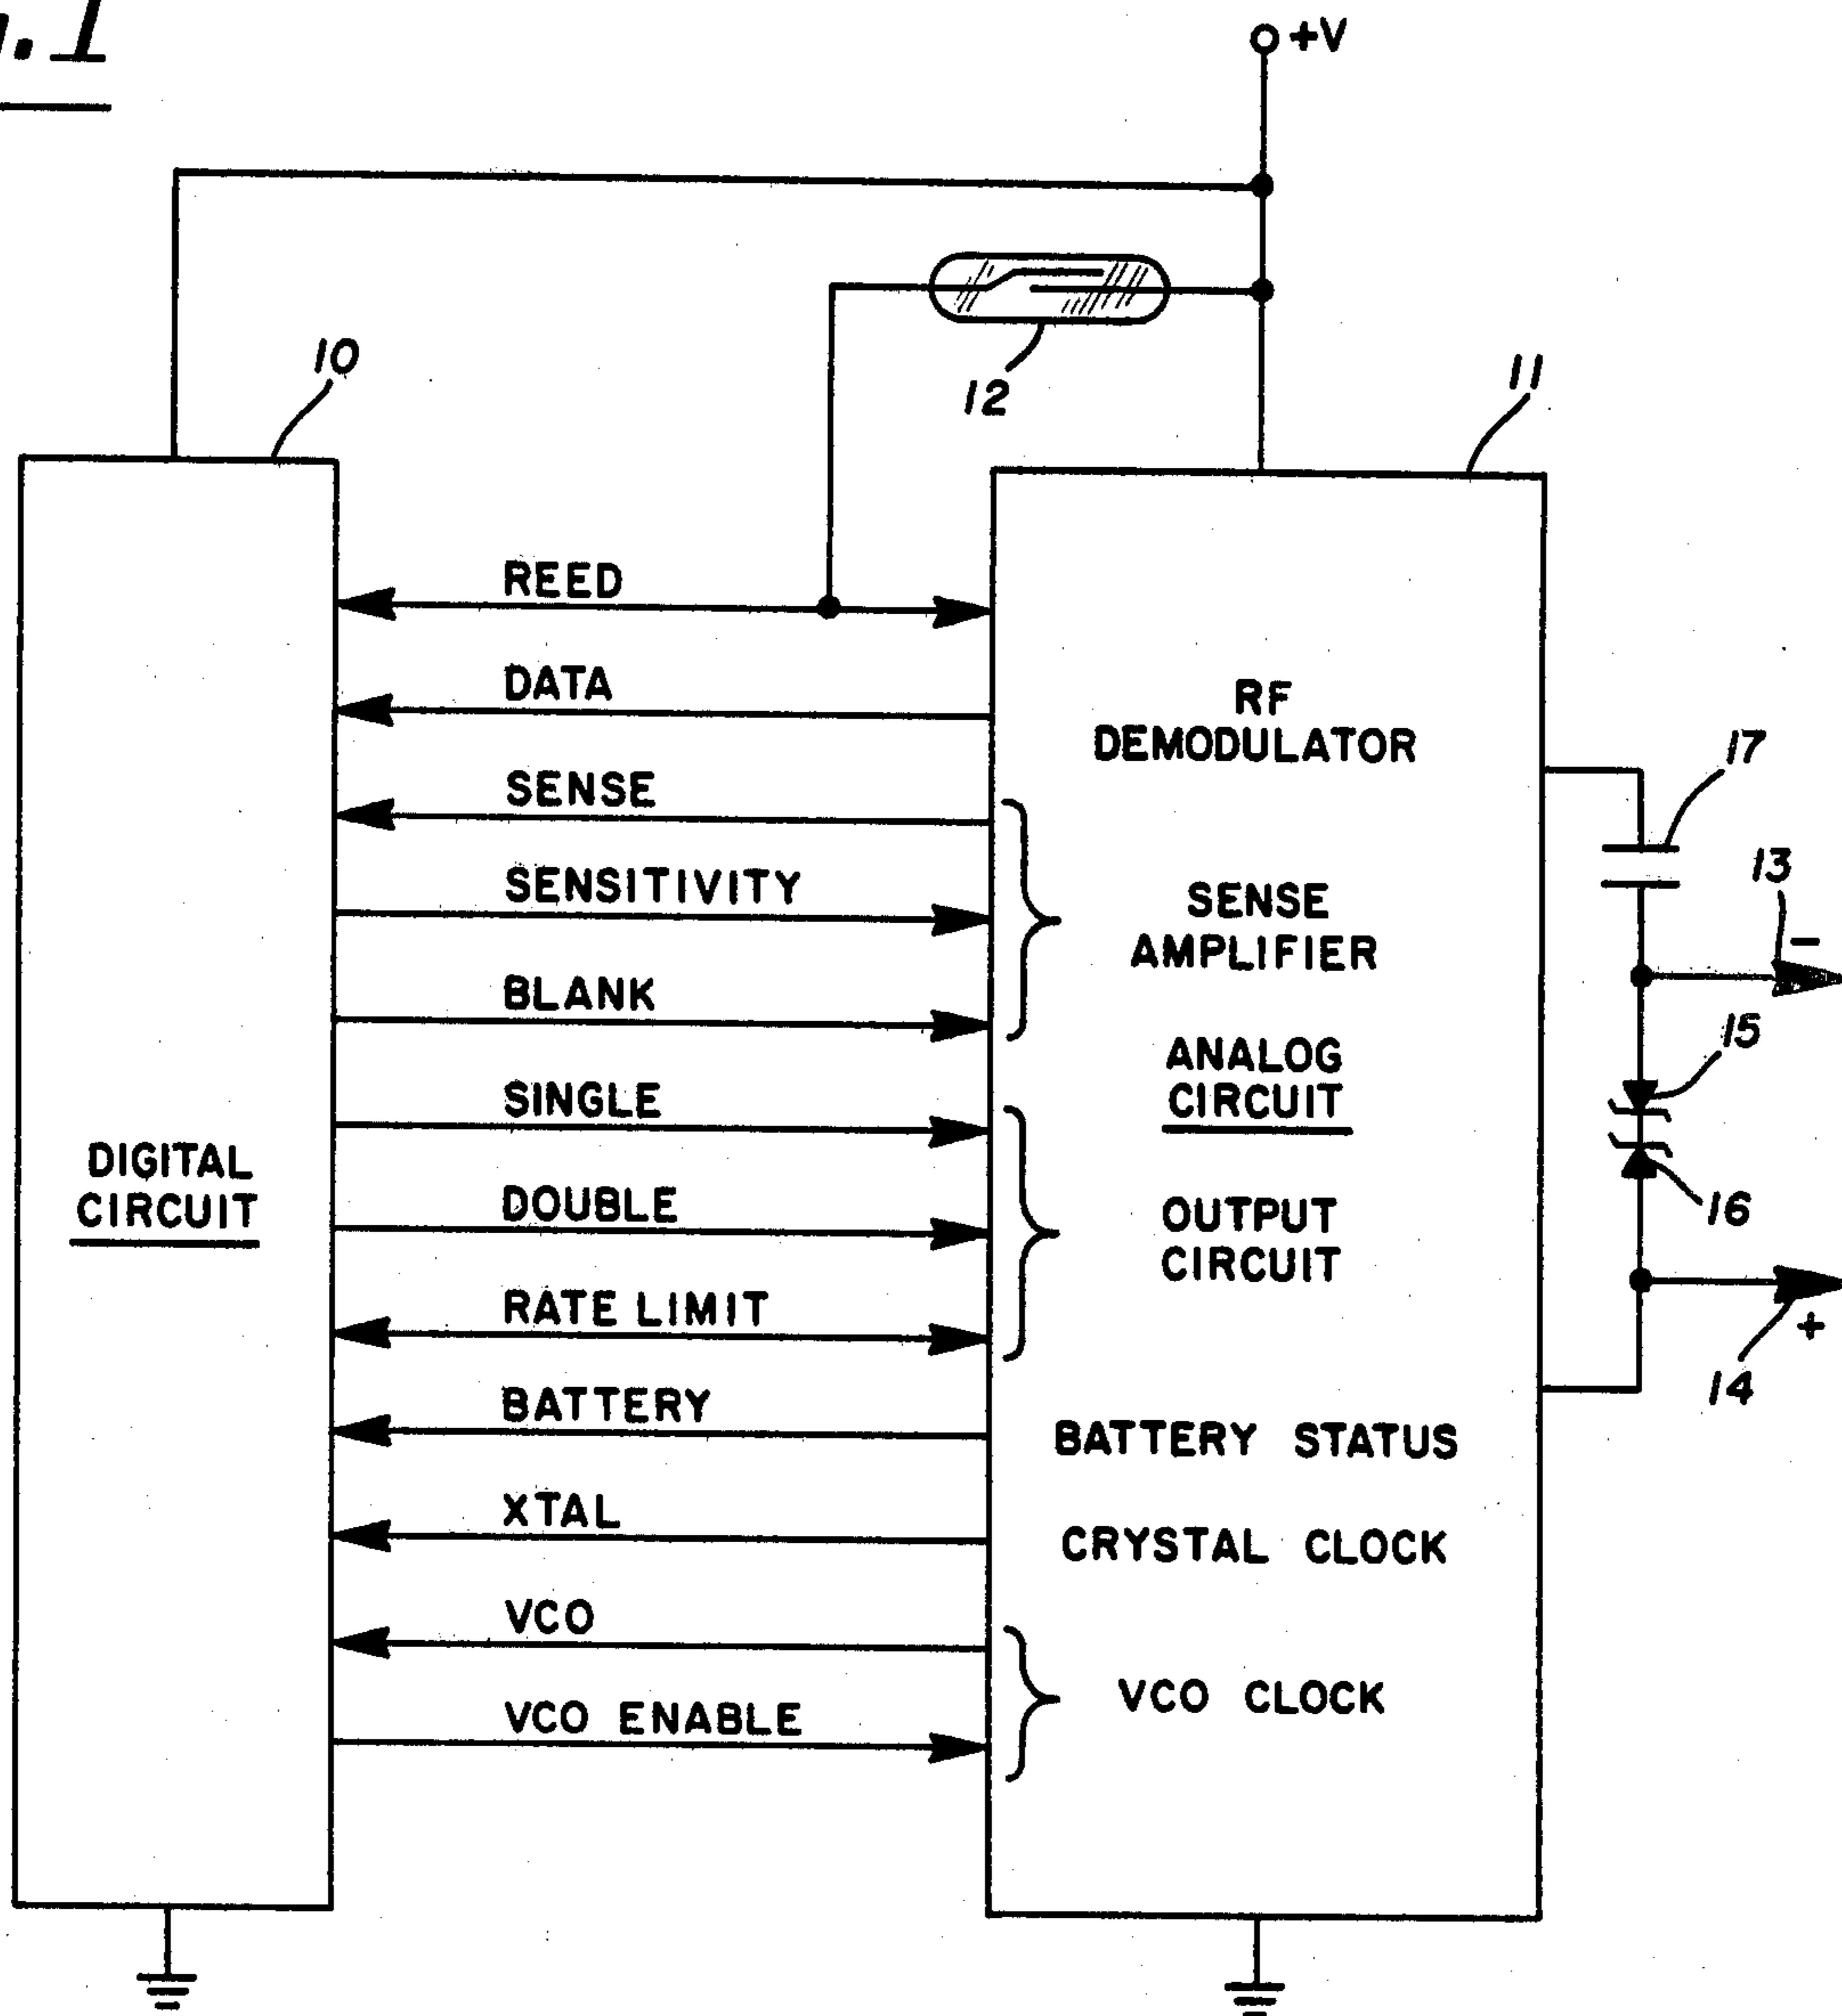 .1
+V
10
12
11
REED
DATA
RF
DEMODULATOR
17
SENSE
13
SENSITIVITY
SENSE
AMPLIFIER
-
BLANK
15
ANALOG
CIRCUIT
SINGLE
DIGITAL
CIRCUIT
DOUBLE
OUTPUT
CIRCUIT
16
RATE LIMIT
+
14
BATTERY
BATTERY STATUS
XTAL
CRYSTAL CLOCK
VCO
VCO CLOCK
VCO ENABLE